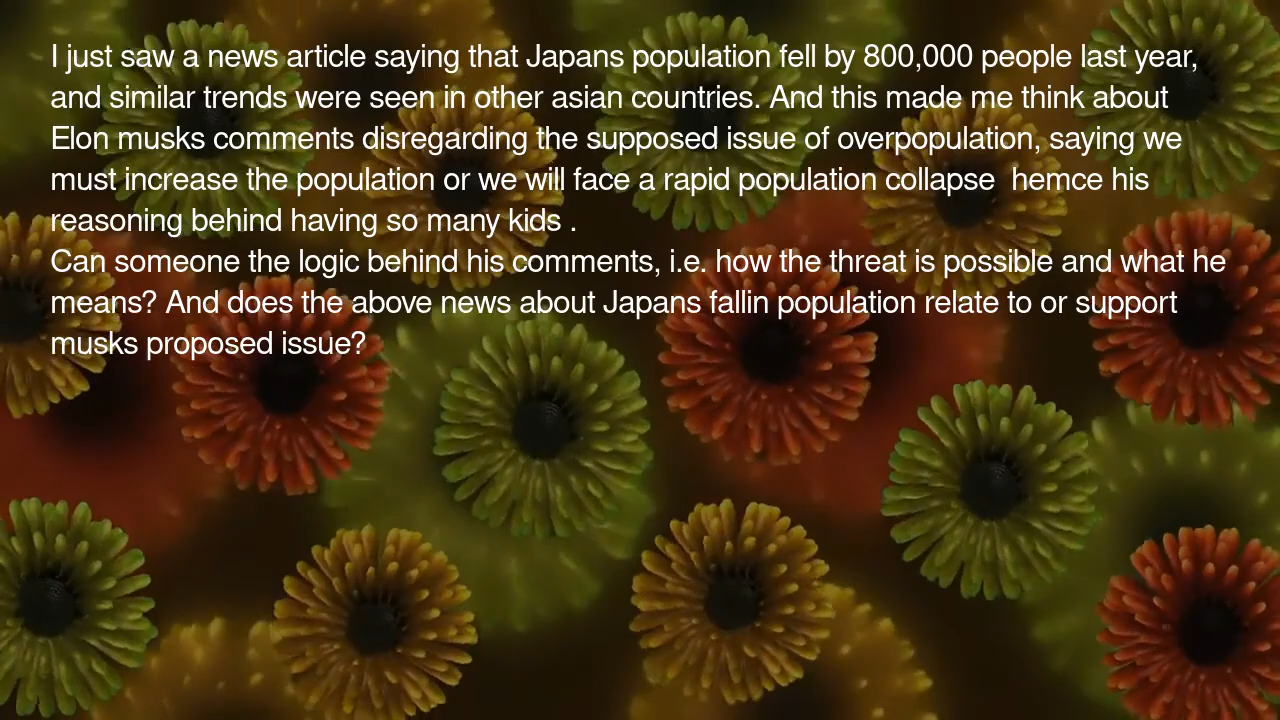 I just saw a news article saying that Japans population fell by 800,000 people last year,
and similar trends were seen in other asian countries. And this made me think about
Elon musks comments disregarding the supposed issue of overpopulation, saying we
must increase the population or we will face a rapid population collapse  hemce his
reasoning behind having so many kids .
Can someone the logic behind his comments, i.e. how the threat is possible and what he
means? And does the above news about Japans fallin population relate to or support
musks proposed issue?